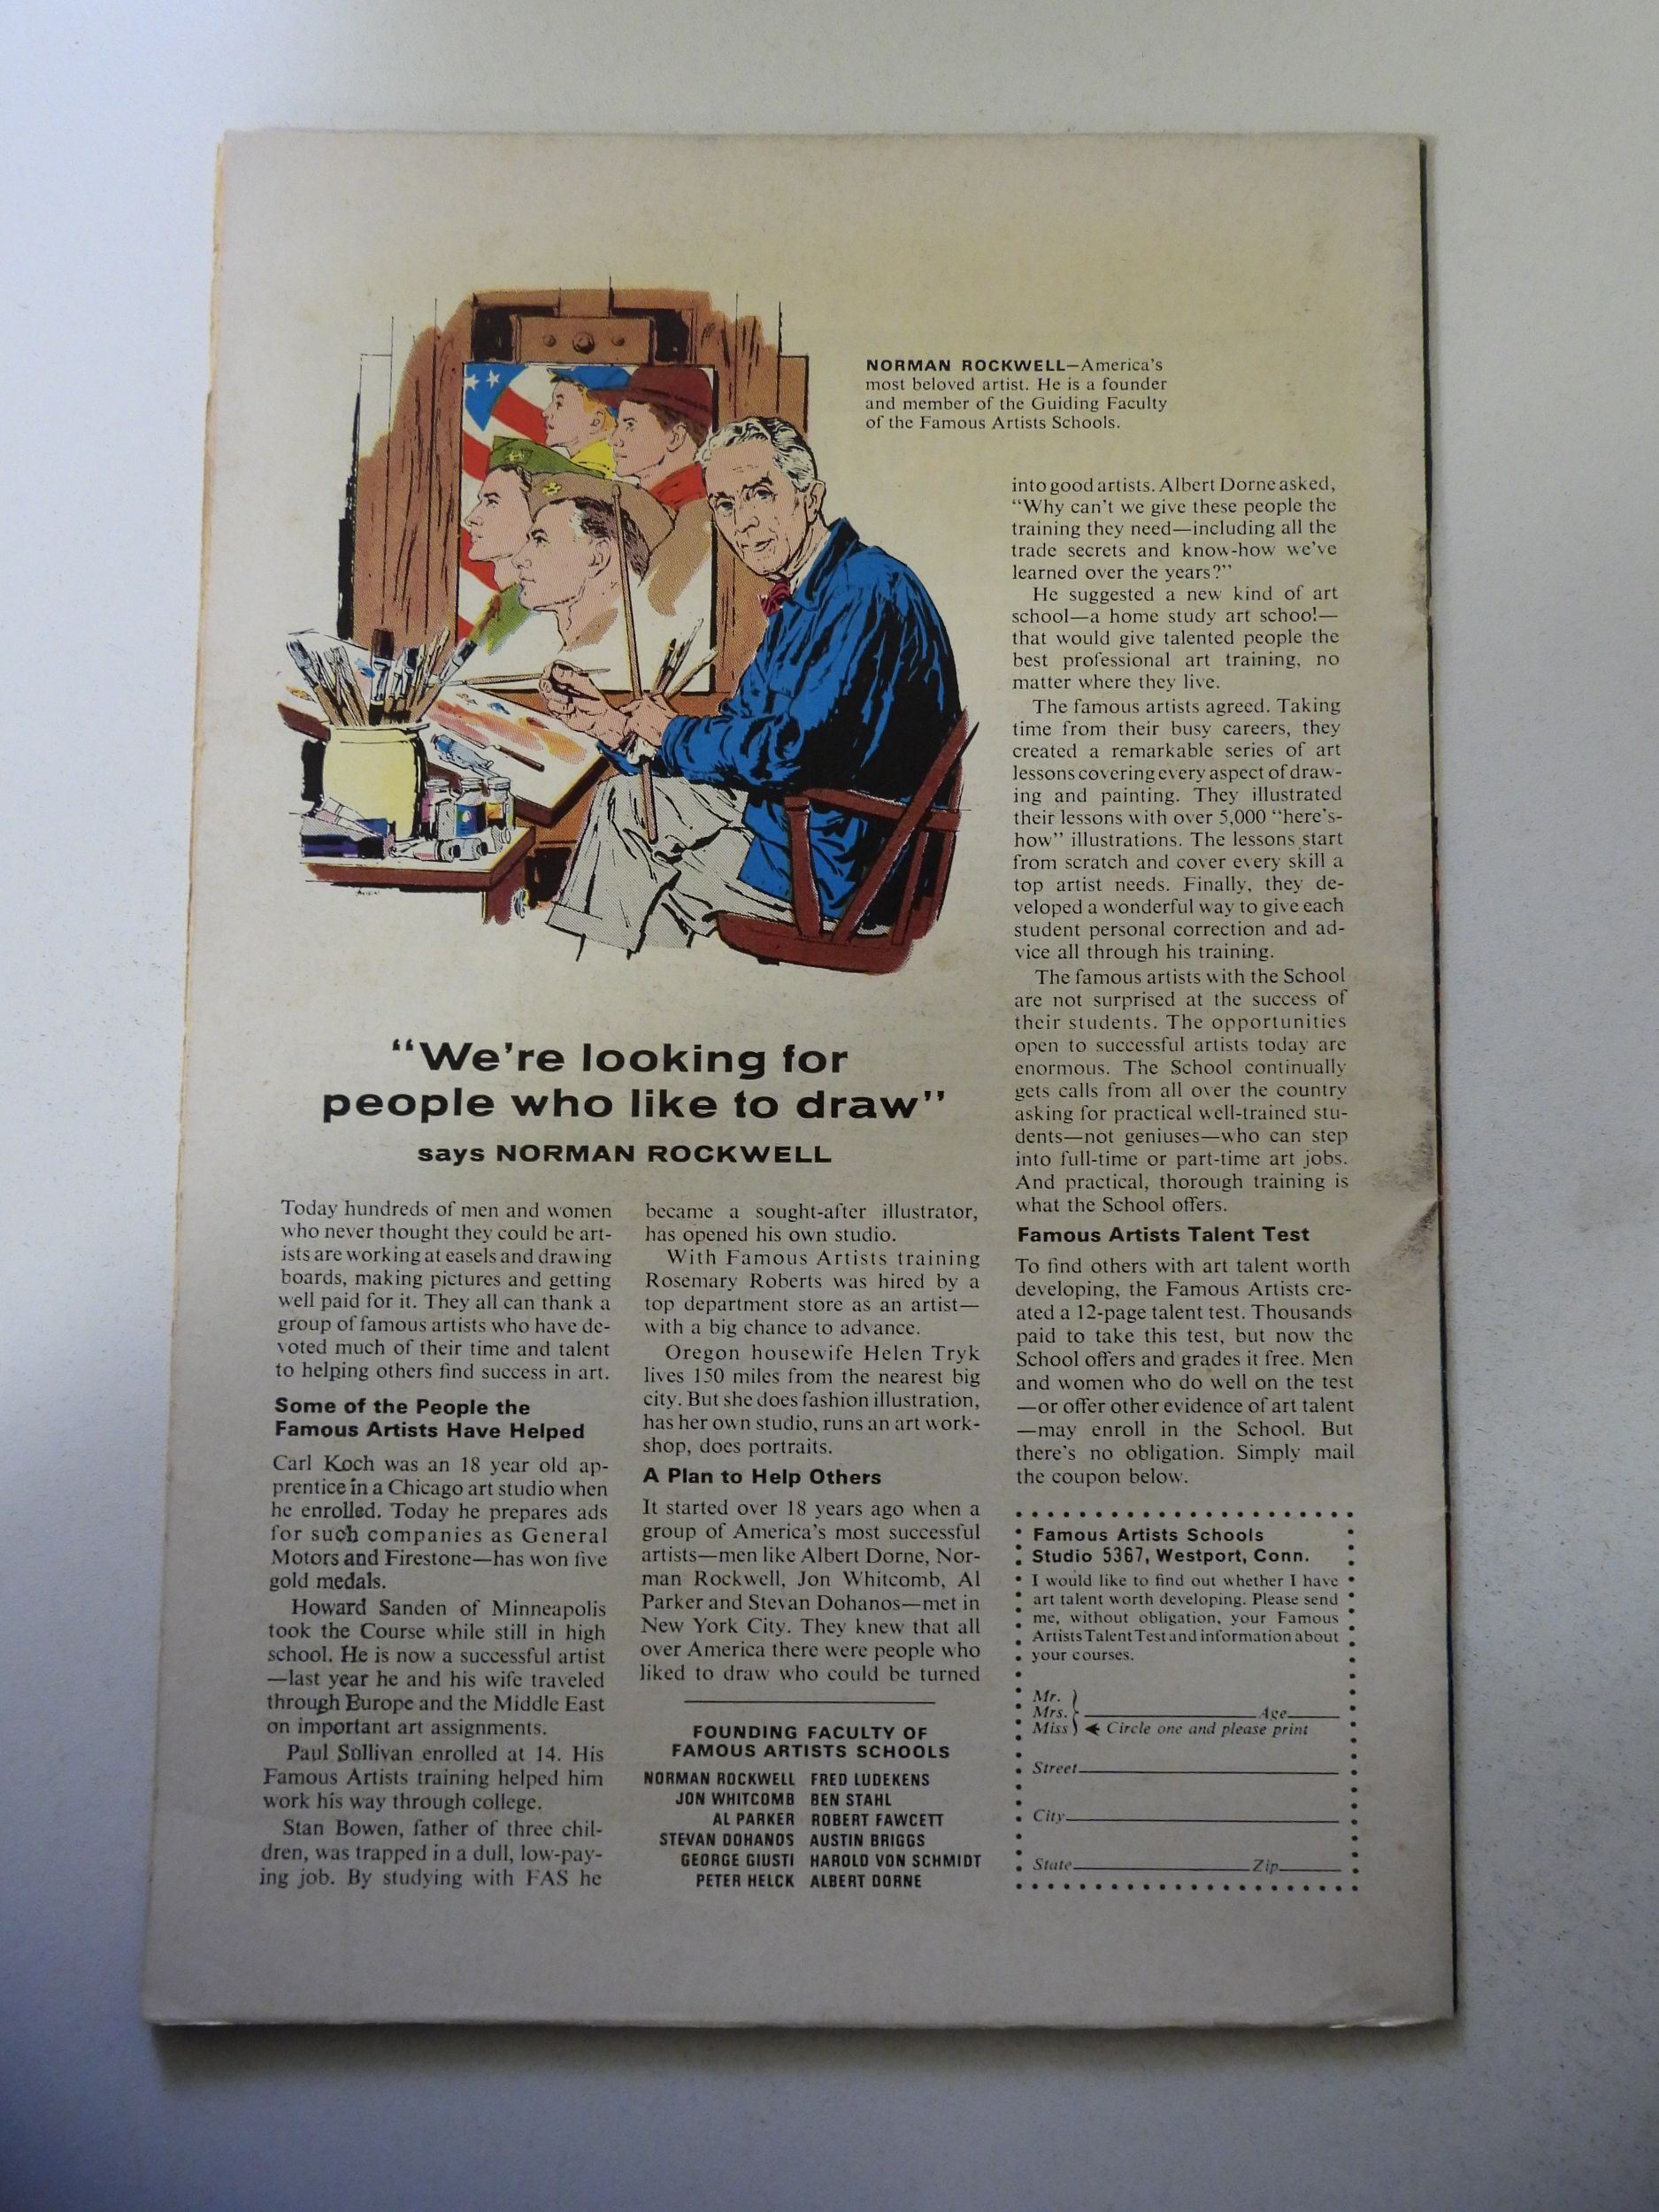 NORMAN ROCKWELL—America's
most beloved artist. He is a founder
and member of the Guiding Faculty
of the Famous Artists Schools.
"We're looking for
people who like to draw"
says NORMAN ROCKWELL
Today hundreds of men and women
who never thought they could be art-
ists are working at easels and drawing
boards, making pictures and getting
well paid for it. They all can thank a
group of famous artists who have de-
voted much of their time and talent
to helping others find success in art.
Some of the People the
Famous Artists Have Helped
Carl Koch was an 18 year old ap-
prentice in a Chicago art studio when
he enrolled. Today he prepares ads
for such companies as General
Motors and Firestone—has won five
gold medals.
Howard Sanden of Minneapolis
took the Course while still in high
school. He is now a successful artist
—last year he and his wife traveled
through Europe and the Middle East
on important art assignments.
Paul Sullivan enrolled at 14. His
Famous Artists training helped him
work his way through college.
Stan Bowen, father of three chil-
dren, was trapped in a dull, low-pay-
ing job. By studying with FAS he
became a sought-after illustrator,
has opened his own studio.
With Famous Artists training
Rosemary Roberts was hired by a
top department store as an artist—
with a big chance to advance.
Oregon housewife Helen Tryk
lives 150 miles from the nearest big
city. But she does fashion illustration,
has her own studio, runs an art work-
shop, does portraits.
A Plan to Help Others
It started over 18 years ago when a
group of America's most successful
artists—men like Albert Dorne, Nor-
man Rockwell, Jon Whitcomb, Al
Parker and Stevan Dohanos—met in
New York City. They knew that all
over America there were people who
liked to draw who could be turned
FOUNDING FACULTY OF
FAMOUS ARTISTS SCHOOLS
NORMAN ROCKWELL FRED LUDEKENS
JON WHITCOMB BEN STAHL
AL PARKER ROBERT FAWCETT
STEVAN DOHANOS AUSTIN BRIGGS
GEORGE GIUSTI HAROLD VON SCHMIDT
PETER HELCK ALBERT DORNE
into good artists. Albert Dorne asked,
"Why can't we give these people the
training they need—including all the
trade secrets and know-how we've
learned over the years?"
He suggested a new kind of art
school—a home study art school—
that would give talented people the
best professional art training, no
matter where they live.
The famous artists agreed. Taking
time from their busy careers, they
created a remarkable series of art
lessons covering every aspect of draw-
ing and painting. They illustrated
their lessons with over 5,000 "here's-
how" illustrations. The lessons start
from scratch and cover every skill a
top artist needs. Finally, they de-
veloped a wonderful way to give each
student personal correction and ad-
vice all through his training.
The famous artists with the School
are not surprised at the success of
their students. The opportunities
open to successful artists today are
enormous. The School continually
gets calls from all over the country
asking for practical well-trained stu-
dents—not geniuses—who can step
into full-time or part-time art jobs.
And practical, thorough training is
what the School offers.
Famous Artists Talent Test
To find others with art talent worth
developing, the Famous Artists cre-
ated a 12-page talent test. Thousands
paid to take this test, but now the
School offers and grades it free. Men
and women who do well on the test
—or offer other evidence of art talent
—may enroll in the School. But
there's no obligation. Simply mail
the coupon below.
Famous Artists Schools
Studio 5367, Westport, Conn.
I would like to find out whether I have
art talent worth developing. Please send
me, without obligation, your Famous
Artists Talent Test and information about
your courses.
Mr.
Mrs. Age
Miss Circle one and please print
Street
City
State Zip